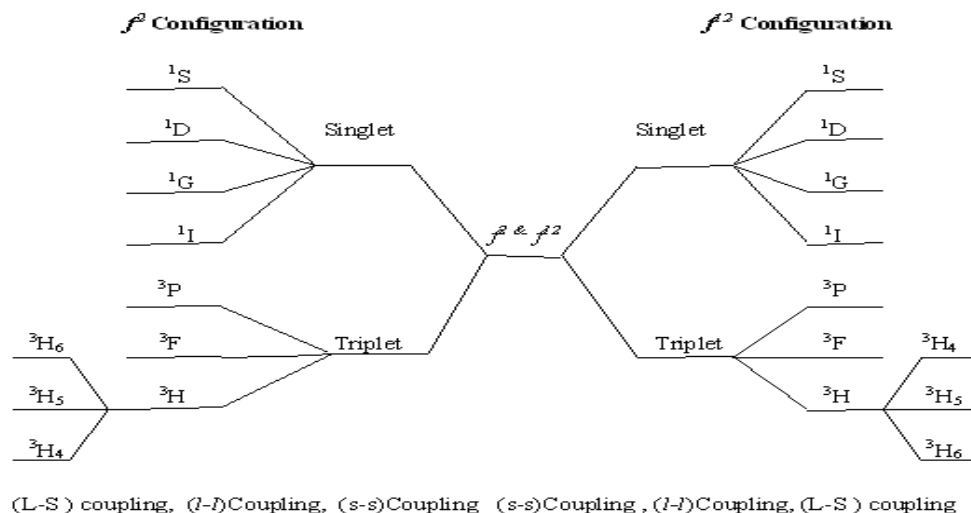 f² Configuration f¹² Configuration
¹S ¹S
Singlet Singlet
¹D ¹D
¹G ¹G
¹I f² & f¹² ¹I
³P ³P
³H₆ ³F Triplet Triplet ³F ³H₄
³H₅ ³H ³H ³H₅
³H₄ ³H₆
(L-S ) coupling, (l-l)Coupling, (s-s)Coupling (s-s)Coupling , (l-l)Coupling, (L-S ) coupling